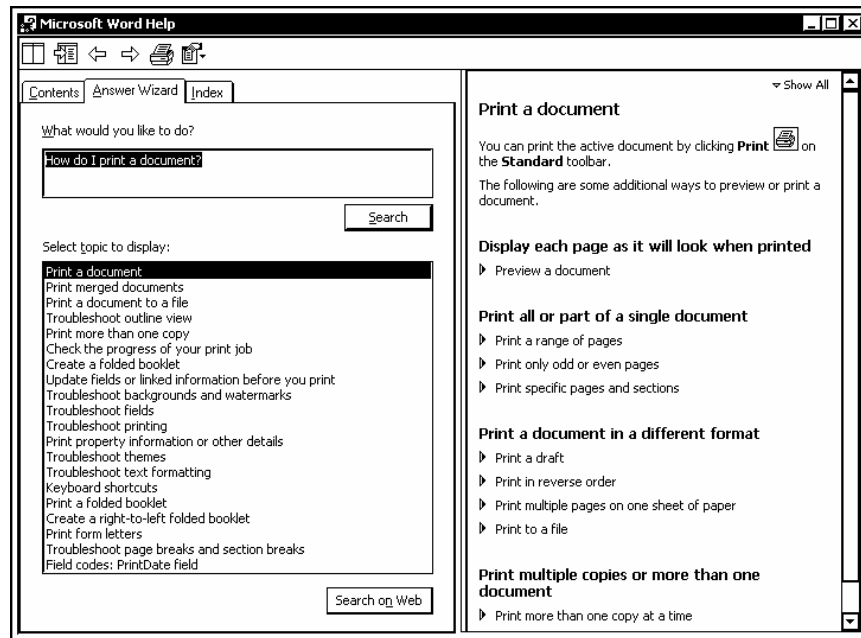 Microsoft Word Help
Contents
Answer Wizard
Index
What would you like to do?
How do I print a document?
Search
Select topic to display:
Print a document
Print merged documents
Print a document to a file
Troubleshoot outline view
Print more than one copy
Check the progress of your print job
Create a folded booklet
Update fields or linked information before you print
Troubleshoot backgrounds and watermarks
Troubleshoot fields
Troubleshoot printing
Print property information or other details
Troubleshoot themes
Troubleshoot text formatting
Keyboard shortcuts
Print a folded booklet
Create a right-to-left folded booklet
Print form letters
Troubleshoot page breaks and section breaks
Field codes: PrintDate field
Search on Web
Show All
Print a document
You can print the active document by clicking Print on
the Standard toolbar.
The following are some additional ways to preview or print a
document.
Display each page as it will look when printed
Preview a document
Print all or part of a single document
Print a range of pages
Print only odd or even pages
Print specific pages and sections
Print a document in a different format
Print a draft
Print in reverse order
Print multiple pages on one sheet of paper
Print to a file
Print multiple copies or more than one
document
Print more than one copy at a time